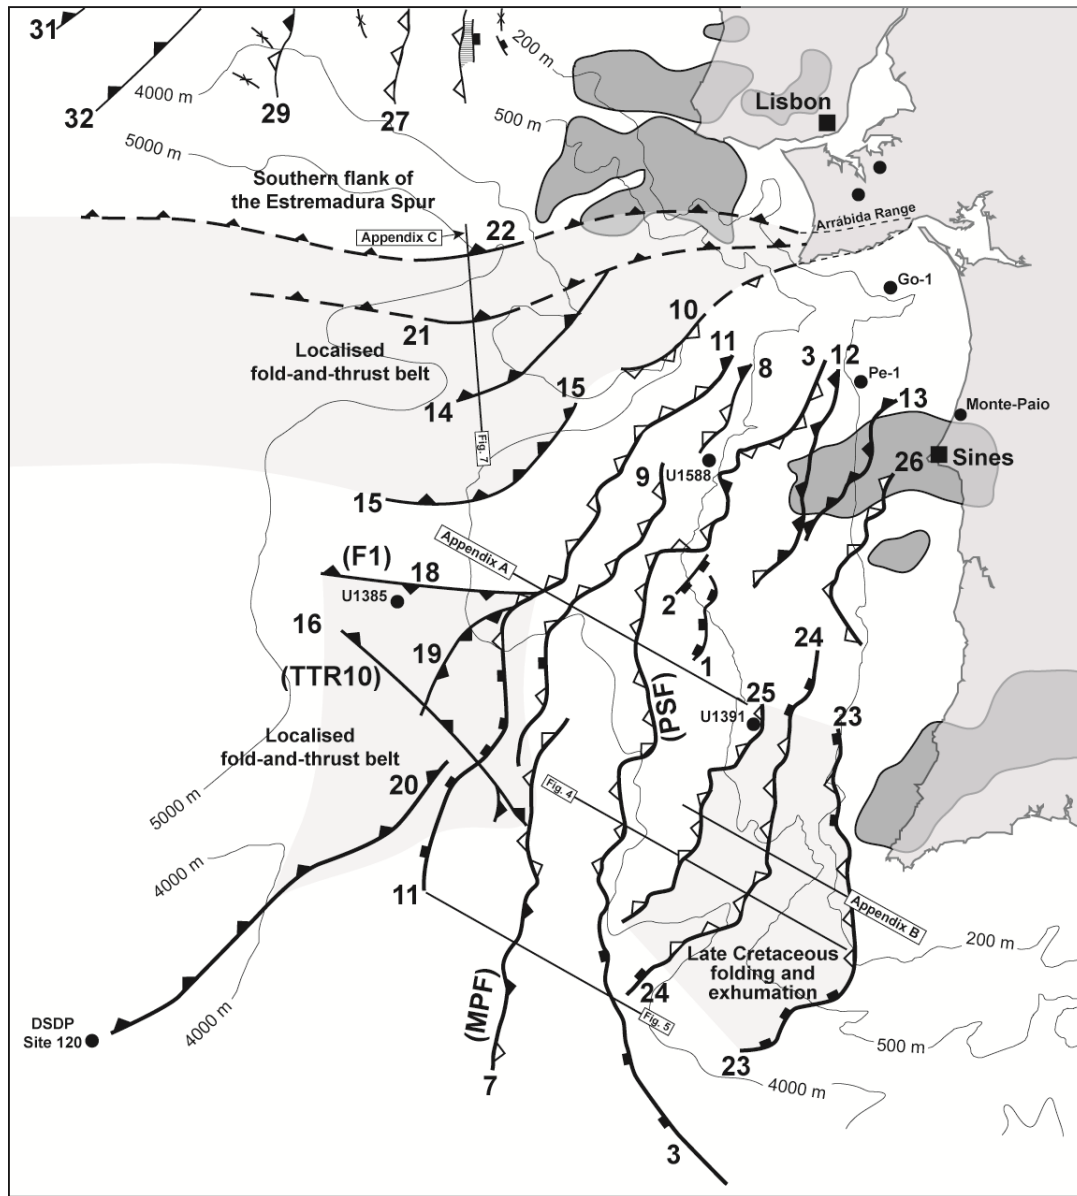 31
32
4000 m
29
27
200 m
500 m
Lisbon
5000 m
Southern flank of
the Estremadura Spur
Arrábida Range
Appendix C
22
Go-1
21
10
Localised
fold-and-thrust belt
11
8
3
12
Pe-1
14
15
13
Monte-Paio
Fig. 7
9
U1588
26
Sines
15
Appendix A
(F1)
18
U1385
2
16
19
1
24
(TTR10)
(PSF)
25
U1391
23
Localised
fold-and-thrust belt
20
5000 m
Fig. 4
4000 m
11
Appendix B
200 m
Late Cretaceous
folding and
exhumation
24
(MPF)
4000 m
DSDP
Site 120
Fig. 5
500 m
23
7
4000 m
3